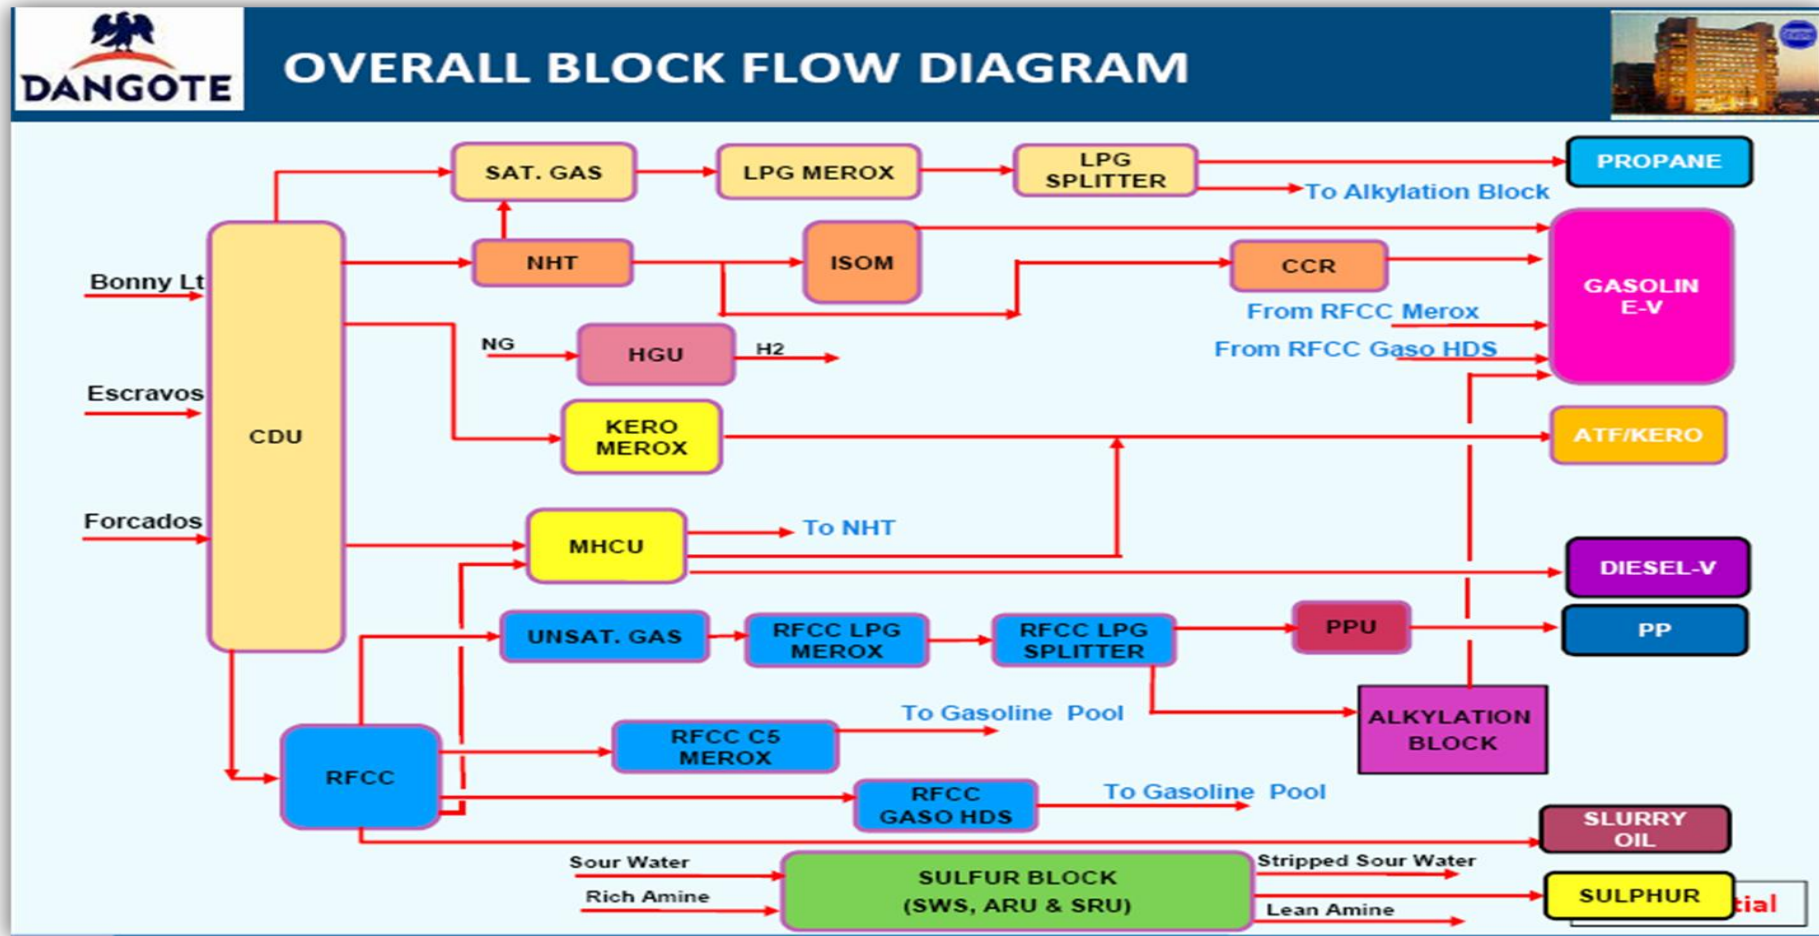 DANGOTE
OVERALL BLOCK FLOW DIAGRAM
SAT. GAS
LPG MEROX
LPG
SPLITTER
PROPANE
To Alkylation Block
NHT
ISOM
CCR
GASOLIN
E-V
Bonny Lt
From RFCC Merox
From RFCC Gaso HDS
NG
HGU
H2
Escravos
CDU
KERO
MEROX
ATF/KERO
Forcados
MHCU
To NHT
DIESEL-V
UNSAT. GAS
RFCC LPG
MEROX
RFCC LPG
SPLITTER
PPU
PP
To Gasoline Pool
ALKYLATION
BLOCK
RFCC
RFCC C5
MEROX
RFCC
GASO HDS
To Gasoline Pool
SLURRY
OIL
Sour Water
Rich Amine
SULFUR BLOCK
(SWS, ARU & SRU)
Stripped Sour Water
Lean Amine
SULPHUR
tial